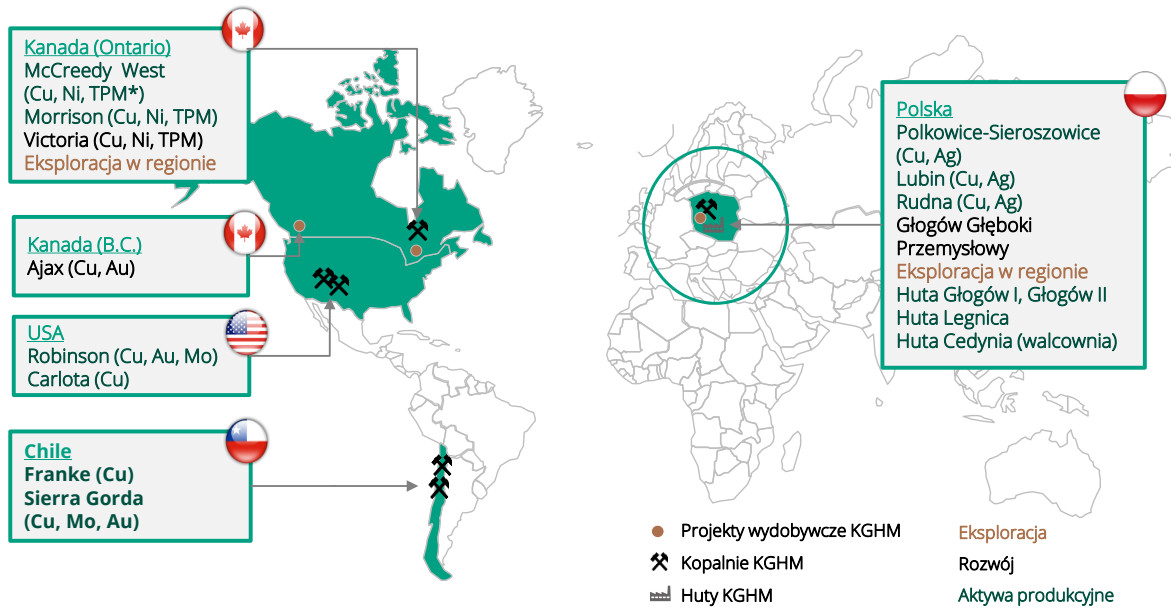 Kanada (Ontario)
McCreedy West
(Cu, Ni, TPM*)
Morrison (Cu, Ni, TPM)
Victoria (Cu, Ni, TPM)
Eksploracja w regionie
Kanada (B.C.)
Ajax (Cu, Au)
USA
Robinson (Cu, Au, Mo)
Carlota (Cu)
Chile
Franke (Cu)
Sierra Gorda
(Cu, Mo, Au)
Polska
Polkowice-Sieroszowice
(Cu, Ag)
Lubin (Cu, Ag)
Rudna (Cu, Ag)
Głogów Głęboki
Przemysłowy
Eksploracja w regionie
Huta Głogów I, Głogów II
Huta Legnica
Huta Cedynia (walcownia)
Projekty wydobywcze KGHM
Kopalnie KGHM
Huty KGHM
Eksploracja
Rozwój
Aktywa produkcyjne